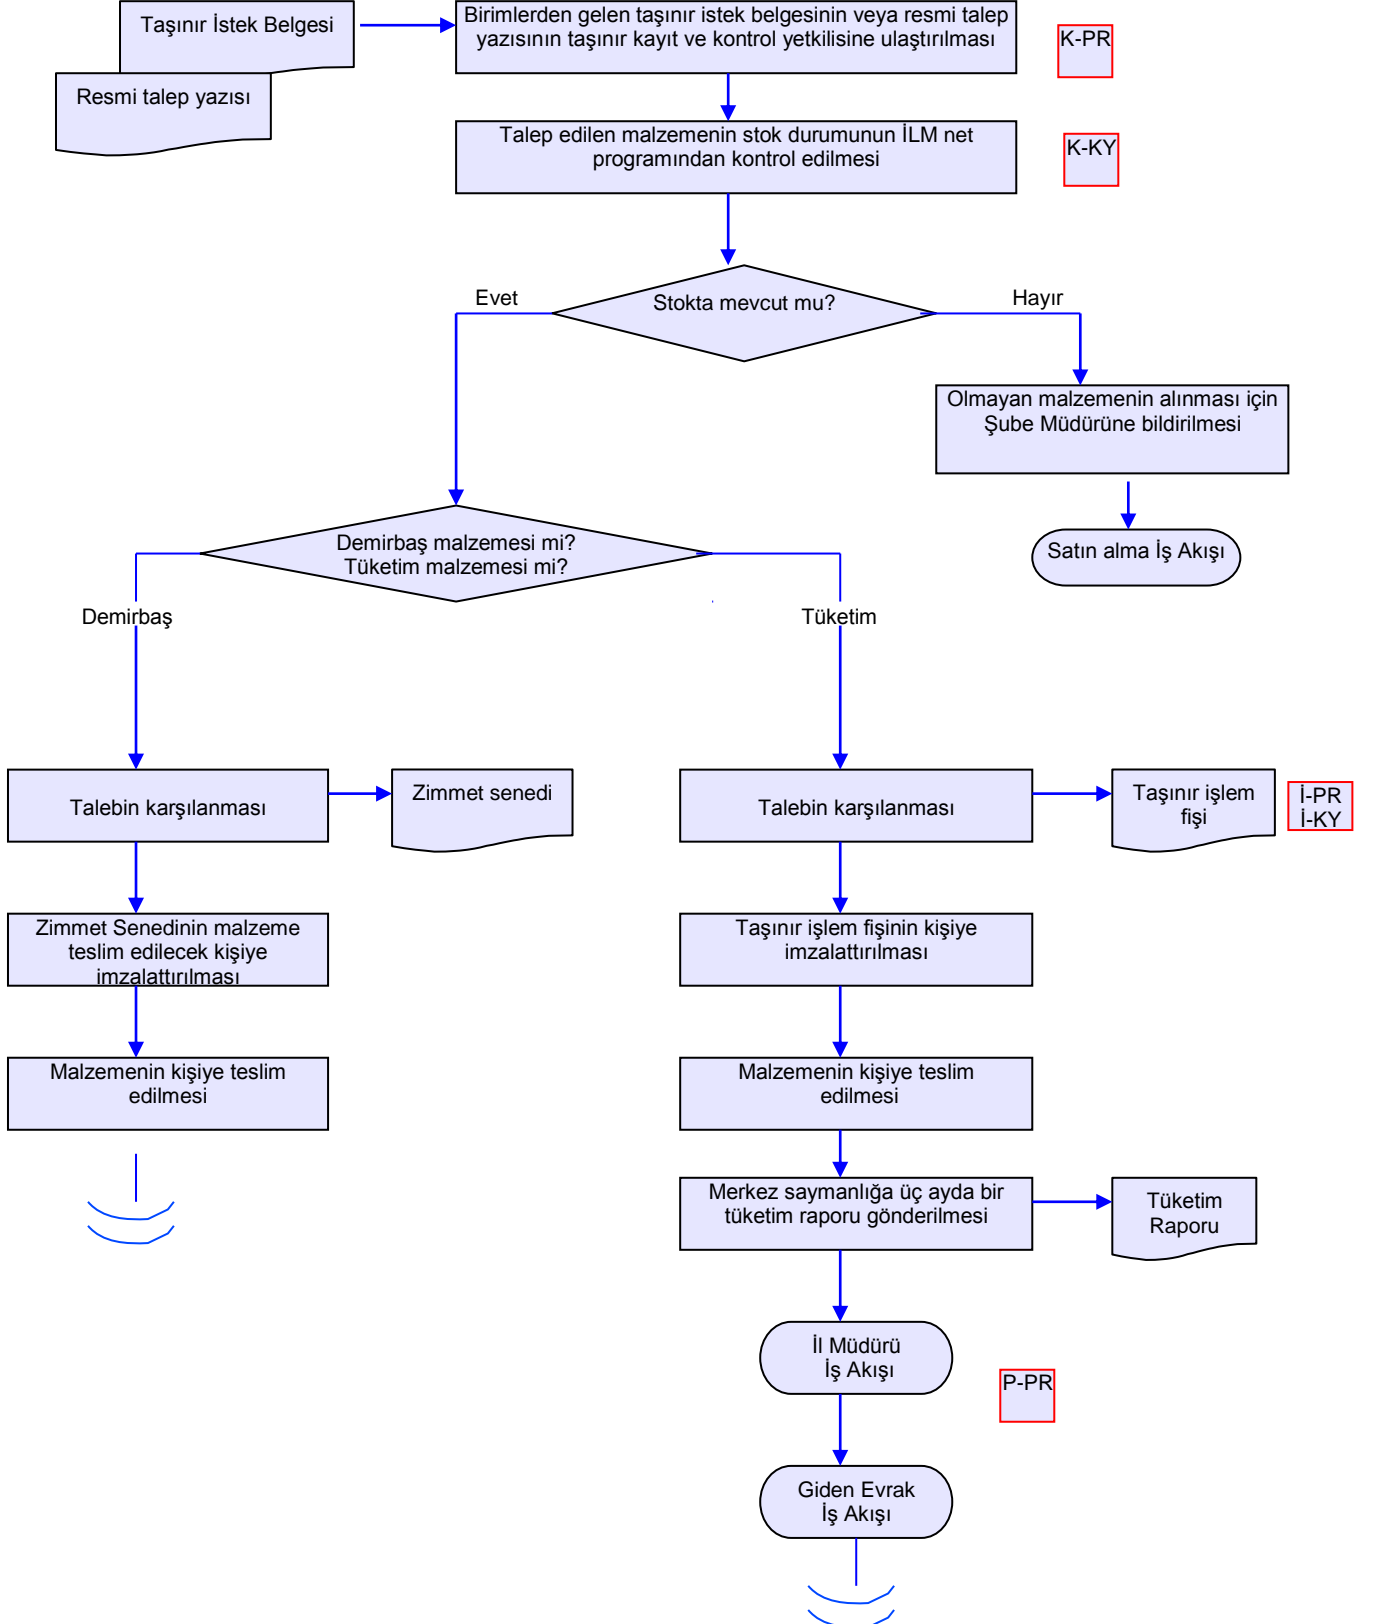 Taşınır İstek Belgesi
Resmi talep yazısı
Birimlerden gelen taşınır istek belgesinin veya resmi talep
yazısının taşınır kayıt ve kontrol yetkilisine ulaştırılması
K-PR
Talep edilen malzemenin stok durumunun İLM net
programından kontrol edilmesi
K-KY
Stokta mevcut mu?
Evet
Hayır
Olmayan malzemenin alınması için
Şube Müdürüne bildirilmesi
Satın alma İş Akışı
Demirbaş malzemesi mi?
Tüketim malzemesi mi?
Demirbaş
Tüketim
Talebin karşılanması
Zimmet senedi
Talebin karşılanması
Taşınır işlem
fişi
İ-PR
İ-KY
Zimmet Senedinin malzeme
teslim edilecek kişiye
imzalattırılması
Taşınır işlem fişinin kişiye
imzalattırılması
Malzemenin kişiye teslim
edilmesi
Malzemenin kişiye teslim
edilmesi
Merkez saymanlığa üç ayda bir
tüketim raporu gönderilmesi
Tüketim
Raporu
İl Müdürü
İş Akışı
P-PR
Giden Evrak
İş Akışı